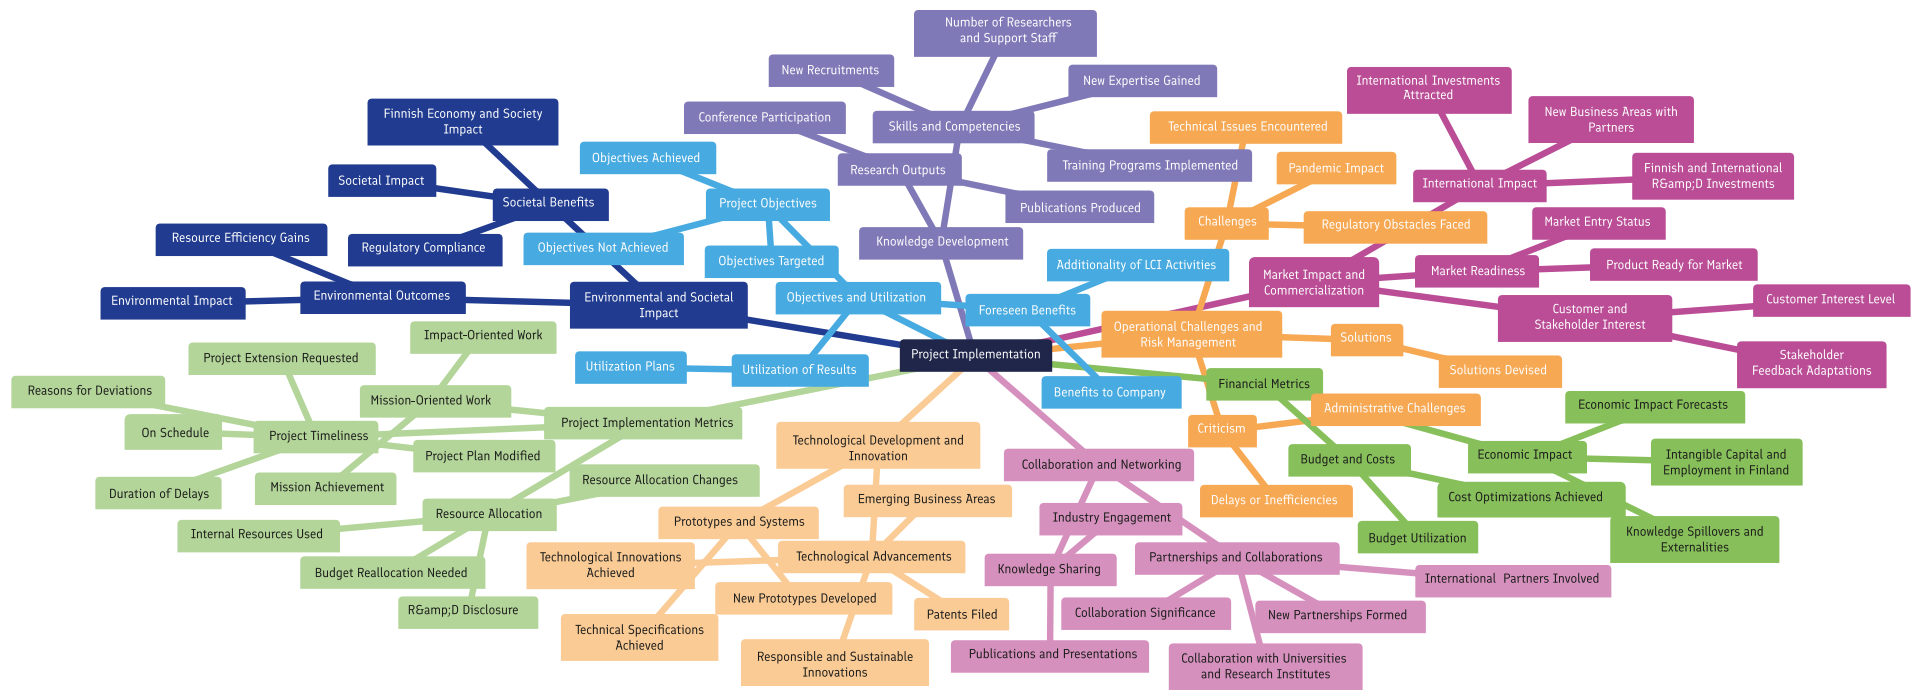 Number of Researchers
and Support Staff
New Recruitments
New Expertise Gained
Conference Participation
Skills and Competencies
Training Programs Implemented
Research Outputs
Publications Produced
Knowledge Development
Finnish Economy and Society
Impact
Societal Impact
Societal Benefits
Regulatory Compliance
Resource Efficiency Gains
Environmental Impact
Environmental Outcomes
Environmental and Societal
Impact
Objectives Achieved
Project Objectives
Objectives Not Achieved
Objectives Targeted
Objectives and Utilization
Additionality of LCI Activities
Foreseen Benefits
Benefits to Company
Utilization Plans
Utilization of Results
Project Implementation
Technical Issues Encountered
Pandemic Impact
Challenges
Regulatory Obstacles Faced
Operational Challenges and
Risk Management
Solutions
Solutions Devised
Administrative Challenges
Criticism
Delays or Inefficiencies
International Investments
Attracted
New Business Areas with
Partners
International Impact
Finnish and International
R&amp;D Investments
Market Entry Status
Market Impact and
Commercialization
Market Readiness
Product Ready for Market
Customer and
Stakeholder Interest
Customer Interest Level
Stakeholder
Feedback Adaptations
Financial Metrics
Economic Impact Forecasts
Economic Impact
Intangible Capital and
Employment in Finland
Budget and Costs
Cost Optimizations Achieved
Knowledge Spillovers and
Externalities
Budget Utilization
Impact-Oriented Work
Project Extension Requested
Reasons for Deviations
Mission-Oriented Work
Project Implementation Metrics
On Schedule
Project Timeliness
Project Plan Modified
Duration of Delays
Mission Achievement
Resource Allocation Changes
Resource Allocation
Internal Resources Used
Budget Reallocation Needed
R&amp;D Disclosure
Technological Development and
Innovation
Emerging Business Areas
Prototypes and Systems
Technological Innovations
Achieved
Technological Advancements
New Prototypes Developed
Patents Filed
Technical Specifications
Achieved
Responsible and Sustainable
Innovations
Collaboration and Networking
Industry Engagement
Knowledge Sharing
Partnerships and Collaborations
International  Partners Involved
Collaboration Significance
New Partnerships Formed
Publications and Presentations
Collaboration with Universities
and Research Institutes